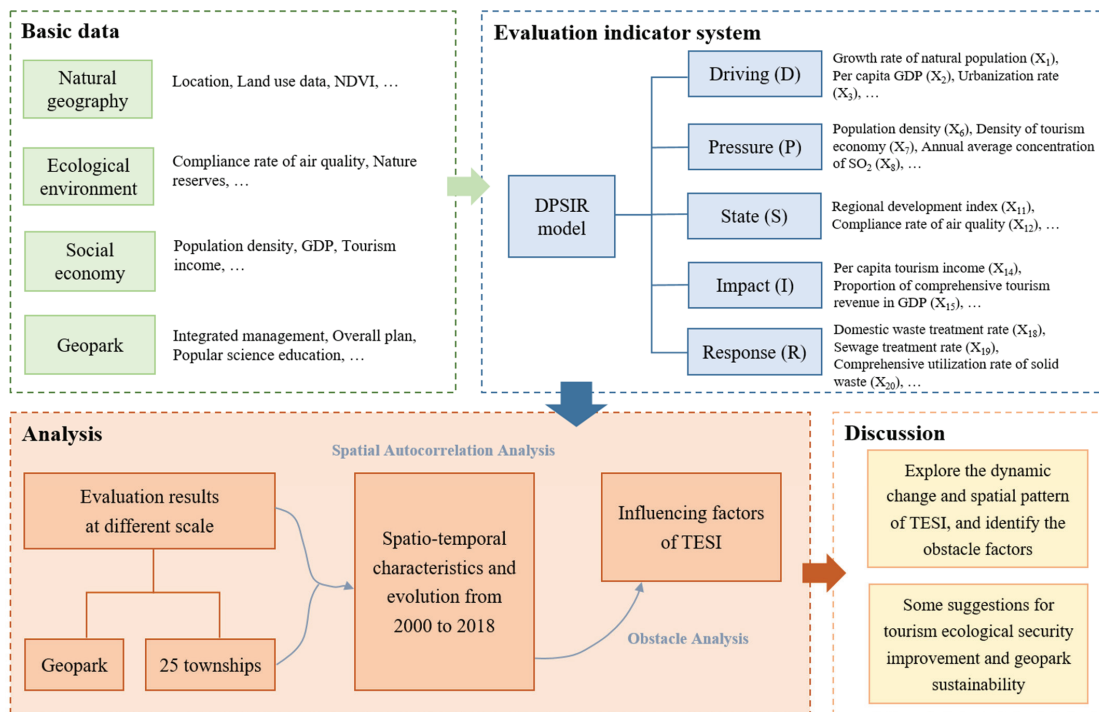 Basic data
Natural
geography
Location, Land use data, NDVI, …
Ecological
environment
Compliance rate of air quality, Nature
reserves, …
Social
economy
Population density, GDP, Tourism
income, …
Geopark
Integrated management, Overall plan,
Popular science education, …
Evaluation indicator system
DPSIR
model
Driving (D)
Growth rate of natural population (X₁),
Per capita GDP (X₂), Urbanization rate
(X₃), …
Pressure (P)
Population density (X₆), Density of tourism
economy (X₇), Annual average concentration
of SO₂ (X₈), …
State (S)
Regional development index (X₁₁),
Compliance rate of air quality (X₁₂), …
Impact (I)
Per capita tourism income (X₁₄),
Proportion of comprehensive tourism
revenue in GDP (X₁₅), …
Response (R)
Domestic waste treatment rate (X₁₈),
Sewage treatment rate (X₁₉),
Comprehensive utilization rate of solid
waste (X₂₀), …
Analysis
Spatial Autocorrelation Analysis
Evaluation results
at different scale
Geopark
25 townships
Spatio-temporal
characteristics and
evolution from
2000 to 2018
Influencing factors
of TESI
Obstacle Analysis
Discussion
Explore the dynamic
change and spatial pattern
of TESI, and identify the
obstacle factors
Some suggestions for
tourism ecological security
improvement and geopark
sustainability